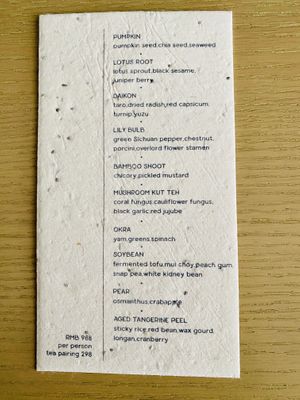 PUMPKIN
pumpkin seed,chia seed,seaweed
LOTUS ROOT
lotus sprout,black sesame,
juniper berry
DAIKON
taro,dried radish,red capsicum,
turnip,yuzu
LILY BULB
green Sichuan pepper,chestnut,
porcini,overlord flower stamen
BAMBOO SHOOT
chicory,pickled mustard
MUSHROOM KUT TEH
coral fungus,cauliflower fungus,
black garlic,red jujube
OKRA
yam,greens,spinach
SOYBEAN
fermented tofu,mui choy,peach gum,
snap pea,white kidney bean
PEAR
osmanthus,crabapple
AGED TANGERINE PEEL
sticky rice,red bean,wax gourd,
longan,cranberry
RMB 988
per person
tea pairing 298